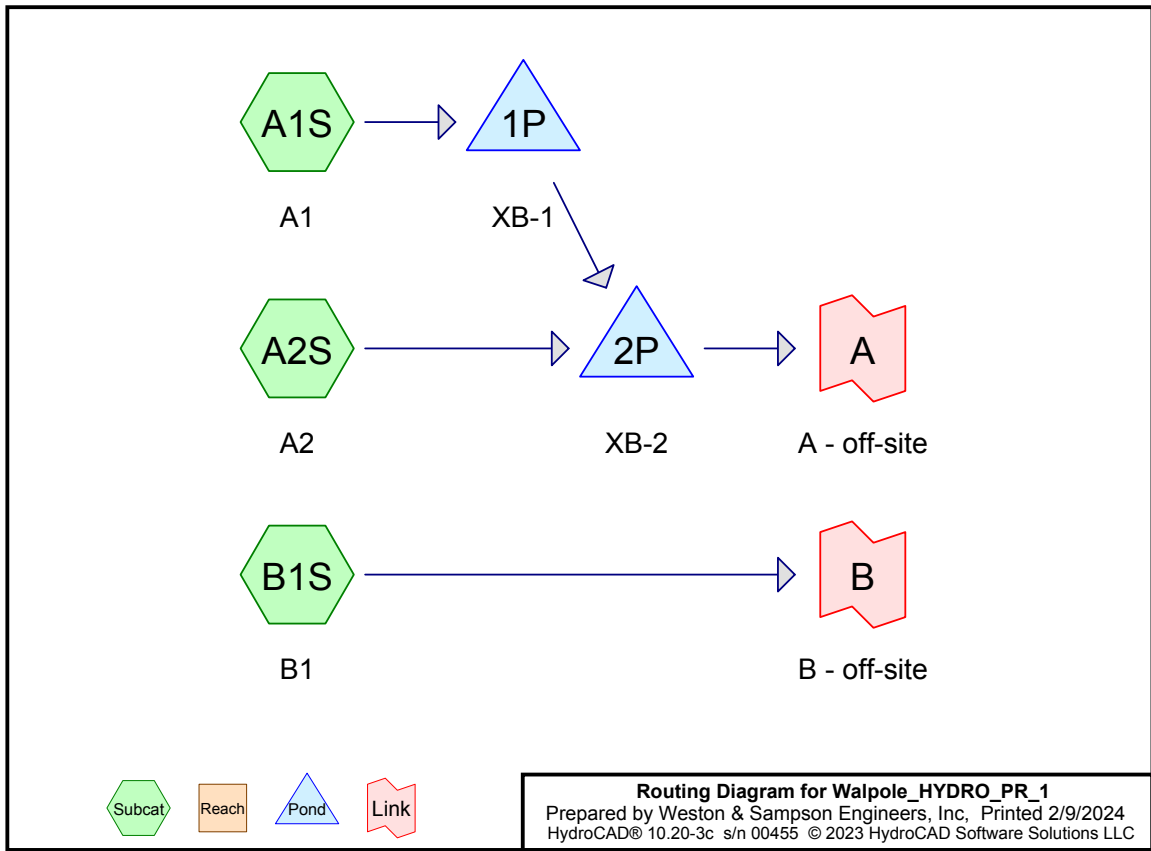 A1S
1P
A1
XB-1
A2S
2P
A
A2
XB-2
A - off-site
B1S
B
B1
B - off-site
Subcat
Reach
Pond
Link
Routing Diagram for Walpole_HYDRO_PR_1
Prepared by Weston & Sampson Engineers, Inc, Printed 2/9/2024
HydroCAD® 10.20-3c s/n 00455 © 2023 HydroCAD Software Solutions LLC